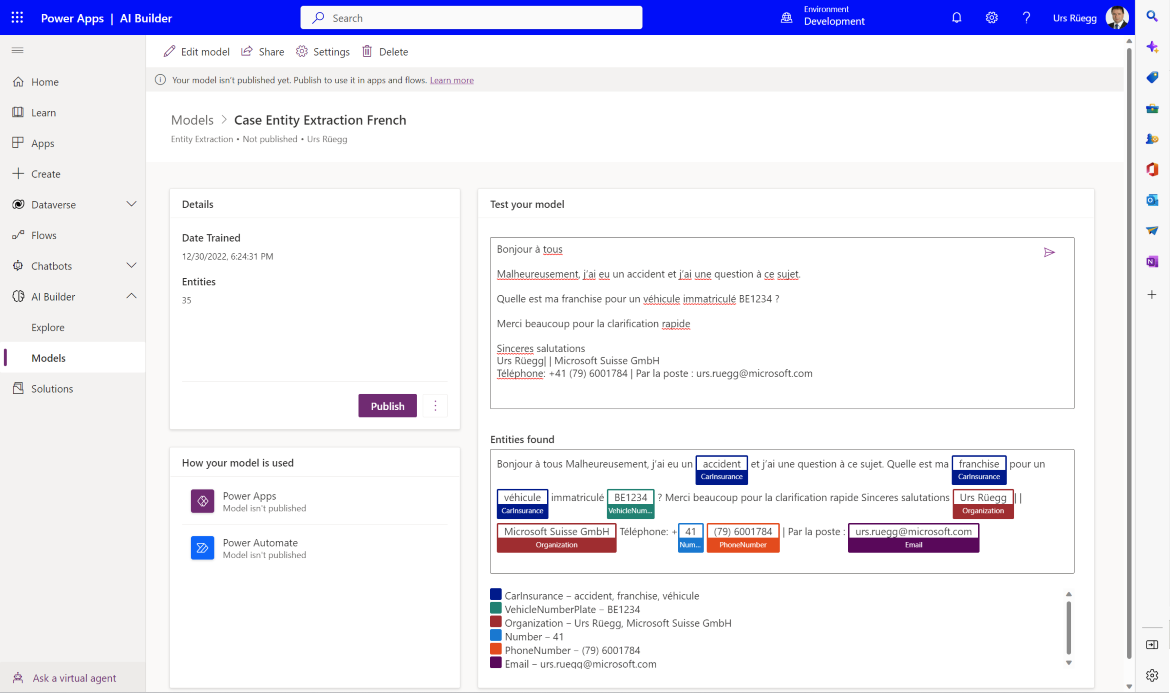 Power Apps | AI Builder
Search
Environment
Development
Urs Rüegg
Edit model
Share
Settings
Delete
Your model isn't published yet. Publish to use it in apps and flows. Learn more
Home
Learn
Apps
Create
Dataverse
Flows
Chatbots
AI Builder
Explore
Models
Solutions
Ask a virtual agent
Models > Case Entity Extraction French
Entity Extraction • Not published • Urs Rüegg
Details
Date Trained
12/30/2022, 6:24:31 PM
Entities
35
Publish
How your model is used
Power Apps
Model isn't published
Power Automate
Model isn't published
Test your model
Bonjour à tous
Malheureusement, j'ai eu un accident et j'ai une question à ce sujet.
Quelle est ma franchise pour un véhicule immatriculé BE1234 ?
Merci beaucoup pour la clarification rapide
Sinceres salutations
Urs Rüegg| | Microsoft Suisse GmbH
Téléphone: +41 (79) 6001784 | Par la poste : urs.ruegg@microsoft.com
Entities found
Bonjour à tous Malheureusement, j'ai eu un accident et j'ai une question à ce sujet. Quelle est ma franchise pour un
CarInsurance CarInsurance
véhicule immatriculé BE1234 ? Merci beaucoup pour la clarification rapide Sinceres salutations Urs Rüegg | |
CarInsurance VehicleNum... Organization
Microsoft Suisse GmbH Téléphone: + 41 (79) 6001784 | Par la poste : urs.ruegg@microsoft.com
Organization Num... PhoneNumber Email
CarInsurance – accident, franchise, véhicule
VehicleNumberPlate – BE1234
Organization – Urs Rüegg, Microsoft Suisse GmbH
Number – 41
PhoneNumber – (79) 6001784
Email – urs.ruegg@microsoft.com